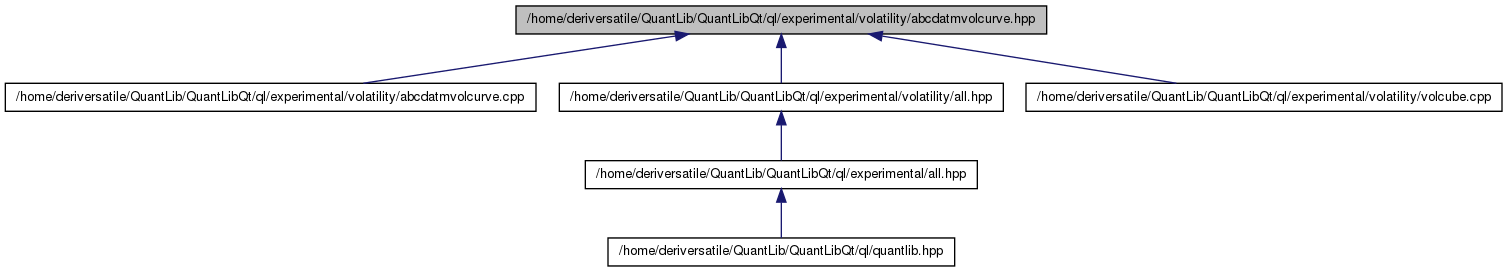 /home/deriversatile/QuantLib/QuantLibQt/ql/experimental/volatility/abcdatmvolcurve.hpp
/home/deriversatile/QuantLib/QuantLibQt/ql/experimental/volatility/abcdatmvolcurve.cpp
/home/deriversatile/QuantLib/QuantLibQt/ql/experimental/volatility/all.hpp
/home/deriversatile/QuantLib/QuantLibQt/ql/experimental/volatility/volcube.cpp
/home/deriversatile/QuantLib/QuantLibQt/ql/experimental/all.hpp
/home/deriversatile/QuantLib/QuantLibQt/ql/quantlib.hpp